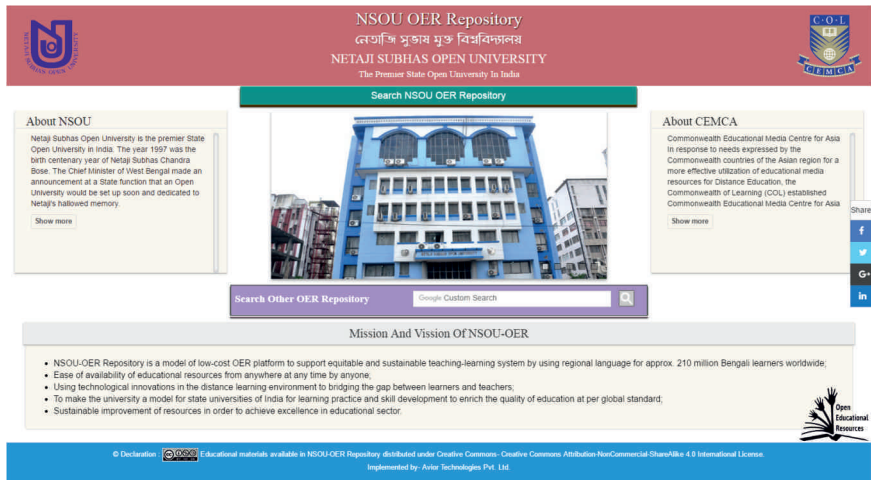 NSOU OER Repository
নেতাজি সুভাষ মুক্ত বিশ্ববিদ্যালয়
NETAJI SUBHAS OPEN UNIVERSITY
The Premier State Open University In India
NETAJI SUBHAS OPEN UNIVERSITY
C·O·L
CEMCA
Search NSOU OER Repository
About NSOU
Netaji Subhas Open University is the premier State
Open University in India. The year 1997 was the
birth centenary year of Netaji Subhas Chandra
Bose. The Chief Minister of West Bengal made an
announcement at a State function that an Open
University would be set up soon and dedicated to
Netaji's hallowed memory.
Show more
About CEMCA
Commonwealth Educational Media Centre for Asia
In response to needs expressed by the
Commonwealth countries of the Asian region for a
more effective utilization of educational media
resources for Distance Education, the
Commonwealth of Learning (COL) established
Commonwealth Educational Media Centre for Asia
Show more
Share
f
G+
in
Search Other OER Repository
Google Custom Search
Mission And Vission Of NSOU-OER
• NSOU-OER Repository is a model of low-cost OER platform to support equitable and sustainable teaching-learning system by using regional language for approx. 210 million Bengali learners worldwide;
• Ease of availability of educational resources from anywhere at any time by anyone;
• Using technological innovations in the distance learning environment to bridging the gap between learners and teachers;
• To make the university a model for state universities of India for learning practice and skill development to enrich the quality of education at per global standard;
• Sustainable improvement of resources in order to achieve excellence in educational sector.
Open
Educational
Resources
© Declaration : Educational materials available in NSOU-OER Repository distributed under Creative Commons- Creative Commons Attribution-NonCommercial-ShareAlike 4.0 International License.
Implemented by- Avior Technologies Pvt. Ltd.